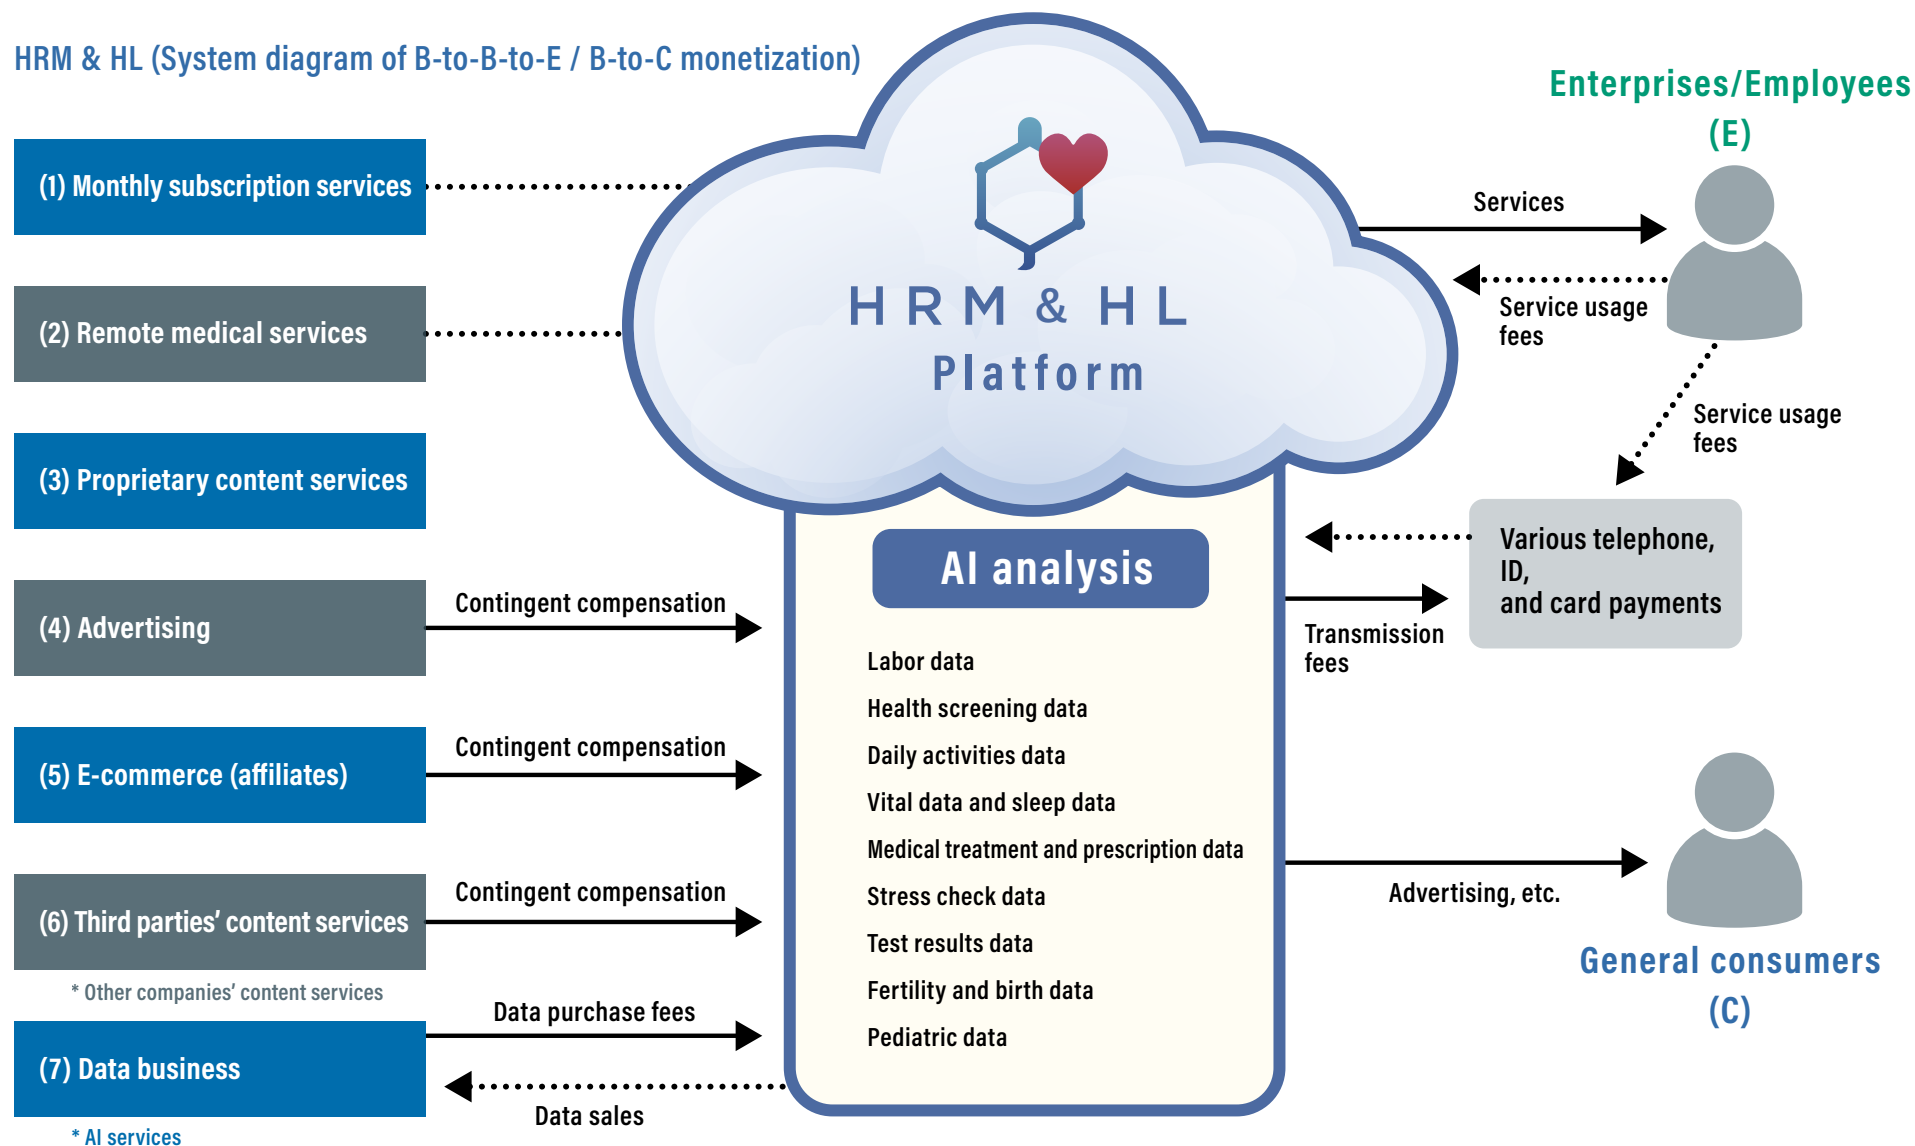 HRM & HL (System diagram of B-to-B-to-E / B-to-C monetization)
(1) Monthly subscription services
(2) Remote medical services
(3) Proprietary content services
(4) Advertising
Contingent compensation
(5) E-commerce (affiliates)
Contingent compensation
(6) Third parties’ content services
Contingent compensation
* Other companies’ content services
(7) Data business
Data purchase fees
Data sales
* AI services
HRM & HL
Platform
AI analysis
Labor data
Health screening data
Daily activities data
Vital data and sleep data
Medical treatment and prescription data
Stress check data
Test results data
Fertility and birth data
Pediatric data
Enterprises/Employees
(E)
Services
Service usage
fees
Service usage
fees
Various telephone,
ID,
and card payments
Transmission
fees
Advertising, etc.
General consumers
(C)